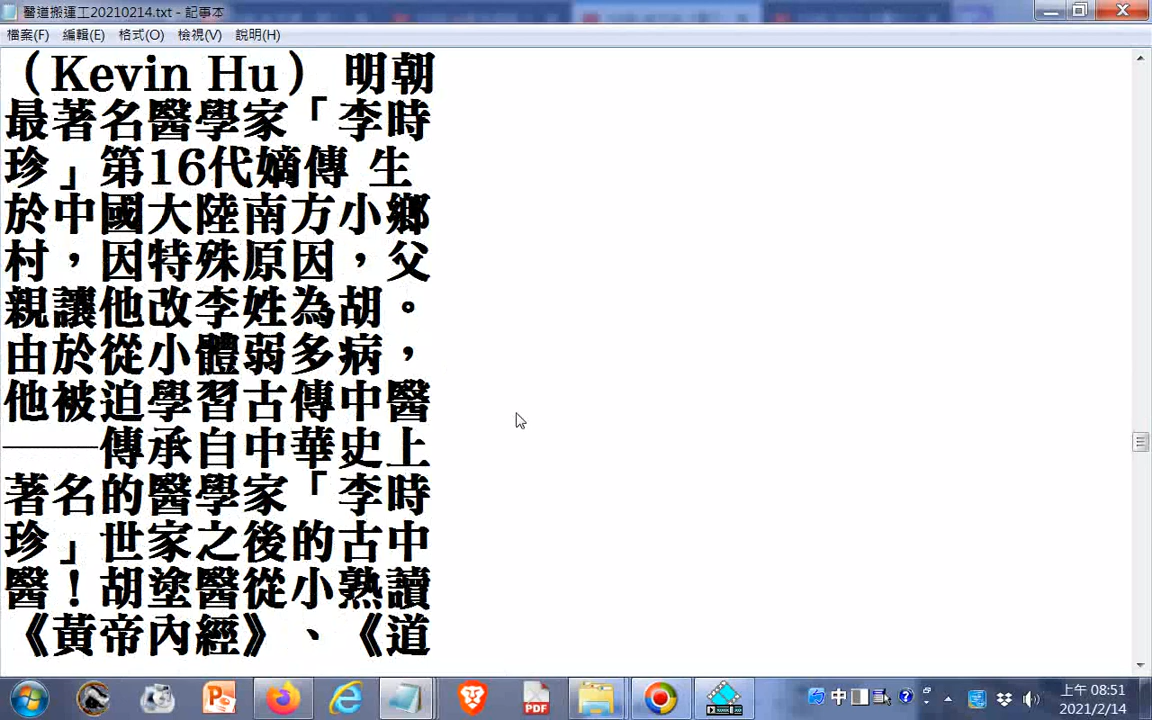 醫道搬運工20210214.txt - 記事本
檔案(F) 編輯(E) 格式(O) 檢視(V) 說明(H)
（Kevin Hu） 明朝
最著名醫學家「李時
珍」第16代嫡傳 生
於中國大陸南方小鄉
村，因特殊原因，父
親讓他改李姓為胡。
由於從小體弱多病，
他被迫學習古傳中醫
——傳承自中華史上
著名的醫學家「李時
珍」世家之後的古中
醫！胡塗醫從小熟讀
《黃帝內經》、《道
PDF
中
上午 08:51
2021/2/14